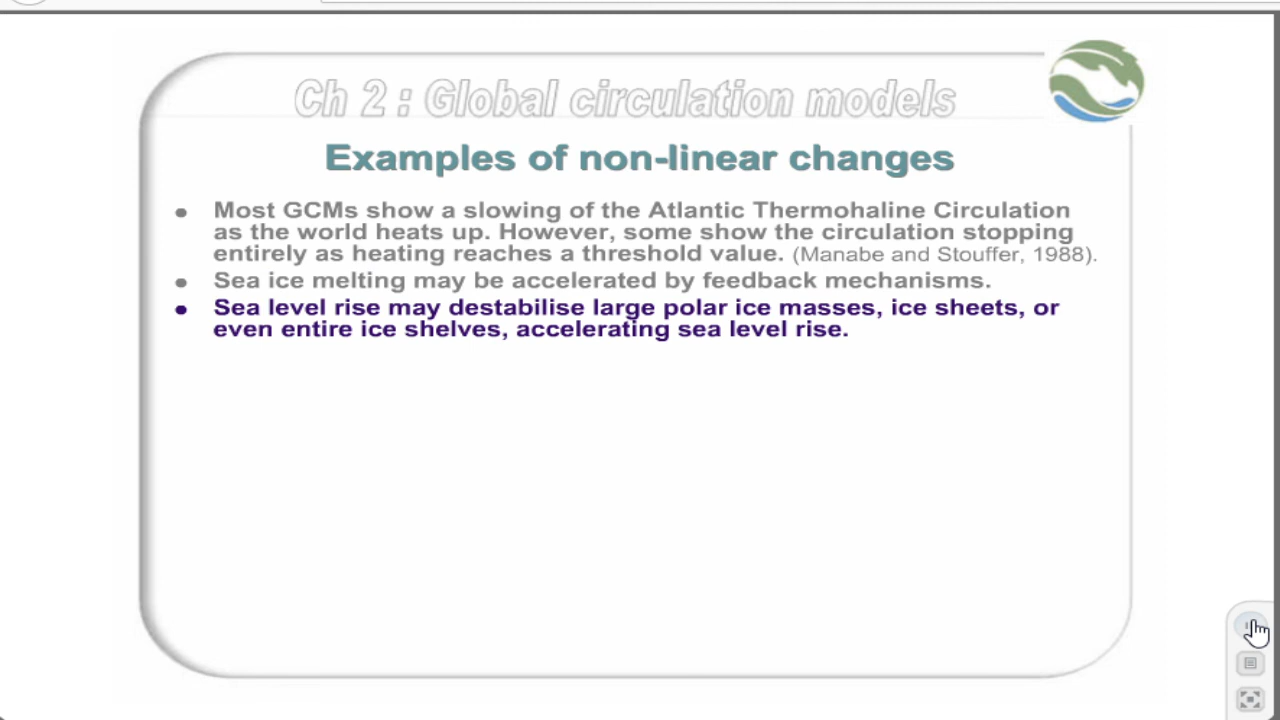 Ch 2 : Global circulation models
Examples of non-linear changes
• Most GCMs show a slowing of the Atlantic Thermohaline Circulation
as the world heats up. However, some show the circulation stopping
entirely as heating reaches a threshold value. (Manabe and Stouffer, 1988).
• Sea ice melting may be accelerated by feedback mechanisms.
• Sea level rise may destabilise large polar ice masses, ice sheets, or
even entire ice shelves, accelerating sea level rise.